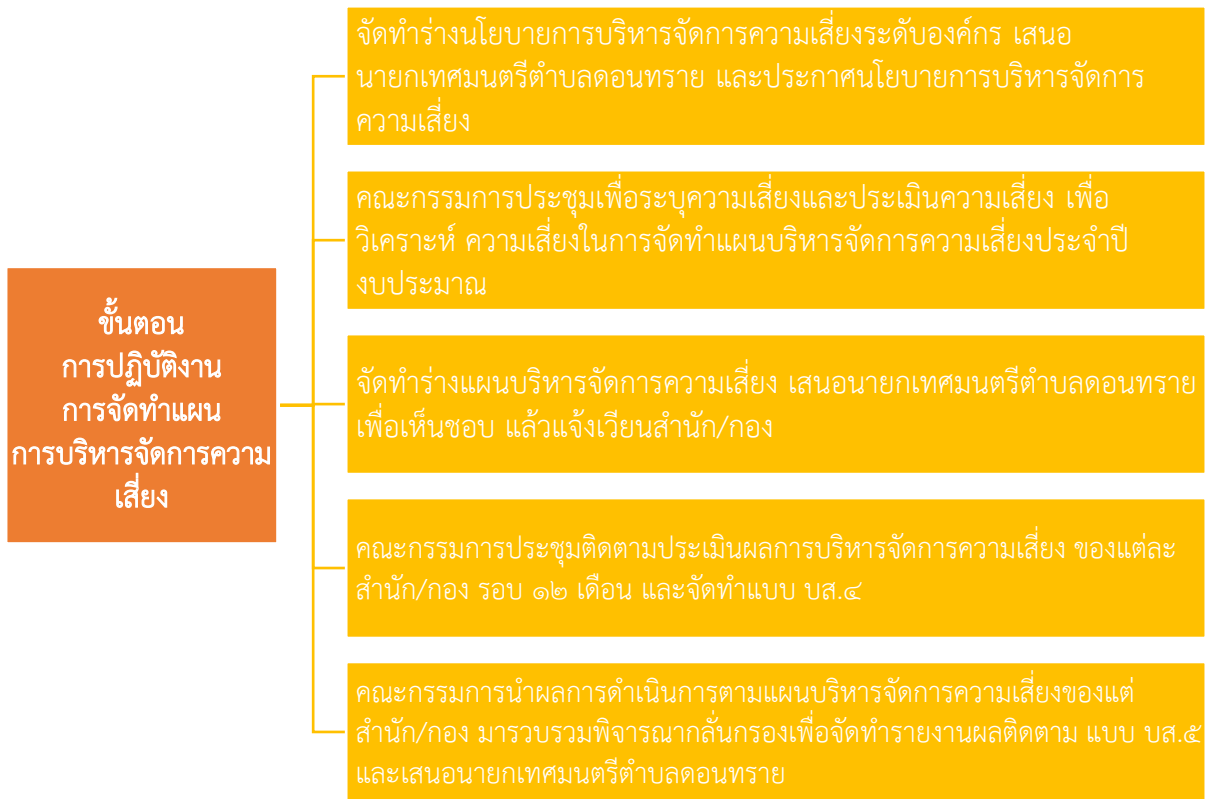 ขั้นตอน
การปฏิบัติงาน
การจัดทำแผน
การบริหารจัดการความ
เสี่ยง
จัดทำร่างนโยบายการบริหารจัดการความเสี่ยงระดับองค์กร เสนอ
นายกเทศมนตรีตำบลดอนทราย และประกาศนโยบายการบริหารจัดการ
ความเสี่ยง
คณะกรรมการประชุมเพื่อระบุความเสี่ยงและประเมินความเสี่ยง เพื่อ
วิเคราะห์ ความเสี่ยงในการจัดทำแผนบริหารจัดการความเสี่ยงประจำปี
งบประมาณ
จัดทำร่างแผนบริหารจัดการความเสี่ยง เสนอนายกเทศมนตรีตำบลดอนทราย
เพื่อเห็นชอบ แล้วแจ้งเวียนสำนัก/กอง
คณะกรรมการประชุมติดตามประเมินผลการบริหารจัดการความเสี่ยง ของแต่ละ
สำนัก/กอง รอบ ๑๒ เดือน และจัดทำแบบ บส.๔
คณะกรรมการนำผลการดำเนินการตามแผนบริหารจัดการความเสี่ยงของแต่
สำนัก/กอง มารวบรวมพิจารณากลั่นกรองเพื่อจัดทำรายงานผลติดตาม แบบ บส.๕
และเสนอนายกเทศมนตรีตำบลดอนทราย